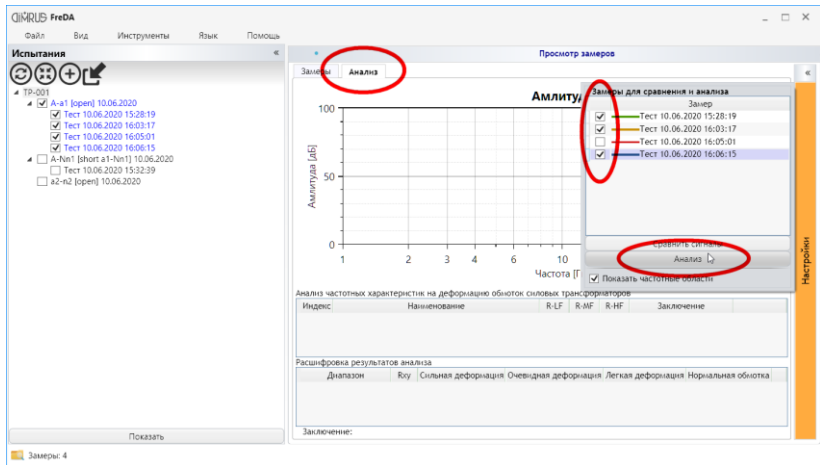 DIMRUS FreDA
Файл Вид Инструменты Язык Помощь
Испытания «
TP-001
A-a1 [open] 10.06.2020
Тест 10.06.2020 15:28:19
Тест 10.06.2020 16:03:17
Тест 10.06.2020 16:05:01
Тест 10.06.2020 16:06:15
A-Nн1 [short a1-Nн1] 10.06.2020
Тест 10.06.2020 15:32:39
a2-n2 [open] 10.06.2020
Показать
Замеры: 4
Просмотр замеров
Замеры Анализ «
Амлиту
Амлитуда [дБ]
100
50
0
1 2 3 4 6 10
Частота [Г
Замеры для сравнения и анализа
Замер
Тест 10.06.2020 15:28:19
Тест 10.06.2020 16:03:17
Тест 10.06.2020 16:05:01
Тест 10.06.2020 16:06:15
Сравнить сигналы
Анализ
Показать частотные области
Настройки
Анализ частотных характеристик на деформацию обмоток силовых трансформаторов
Индекс Наименование R-LF R-MF R-HF Заключение
Расшифровка результатов анализа
Диапазон Rxy Сильная деформация Очевидная деформация Легкая деформация Нормальная обмотка
Заключение: